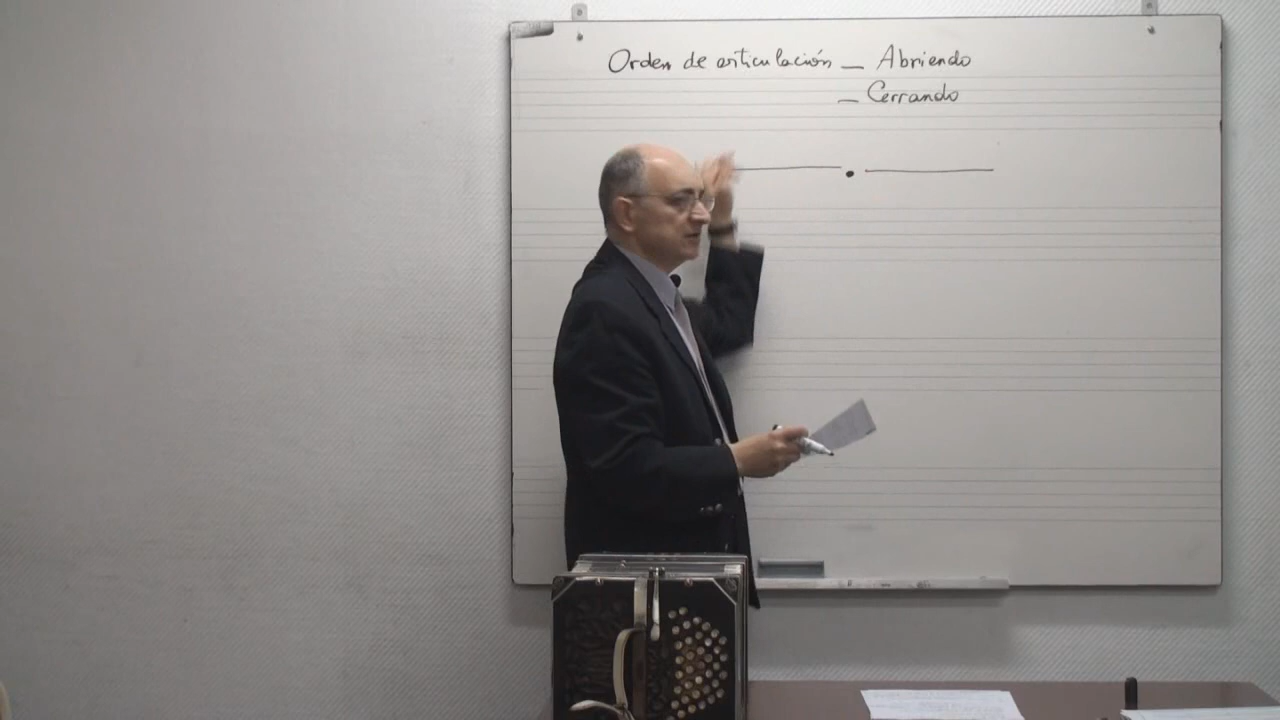 Orden de articulación _ Abriendo
_ Cerrando